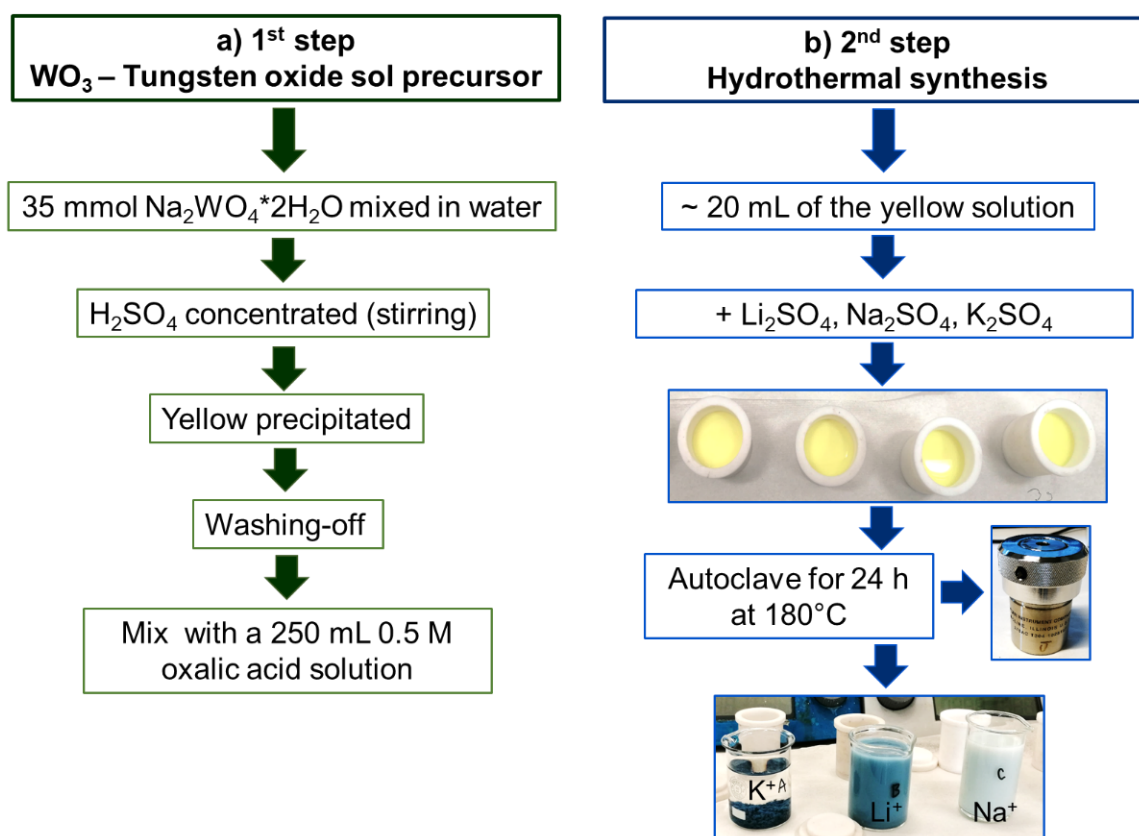 a) 1st step
WO₃ – Tungsten oxide sol precursor
35 mmol Na₂WO₄*2H₂O mixed in water
H₂SO₄ concentrated (stirring)
Yellow precipitated
Washing-off
Mix with a 250 mL 0.5 M
oxalic acid solution
b) 2nd step
Hydrothermal synthesis
~ 20 mL of the yellow solution
+ Li₂SO₄, Na₂SO₄, K₂SO₄
Autoclave for 24 h
at 180°C
K⁺ A
B
Li⁺
C
Na⁺